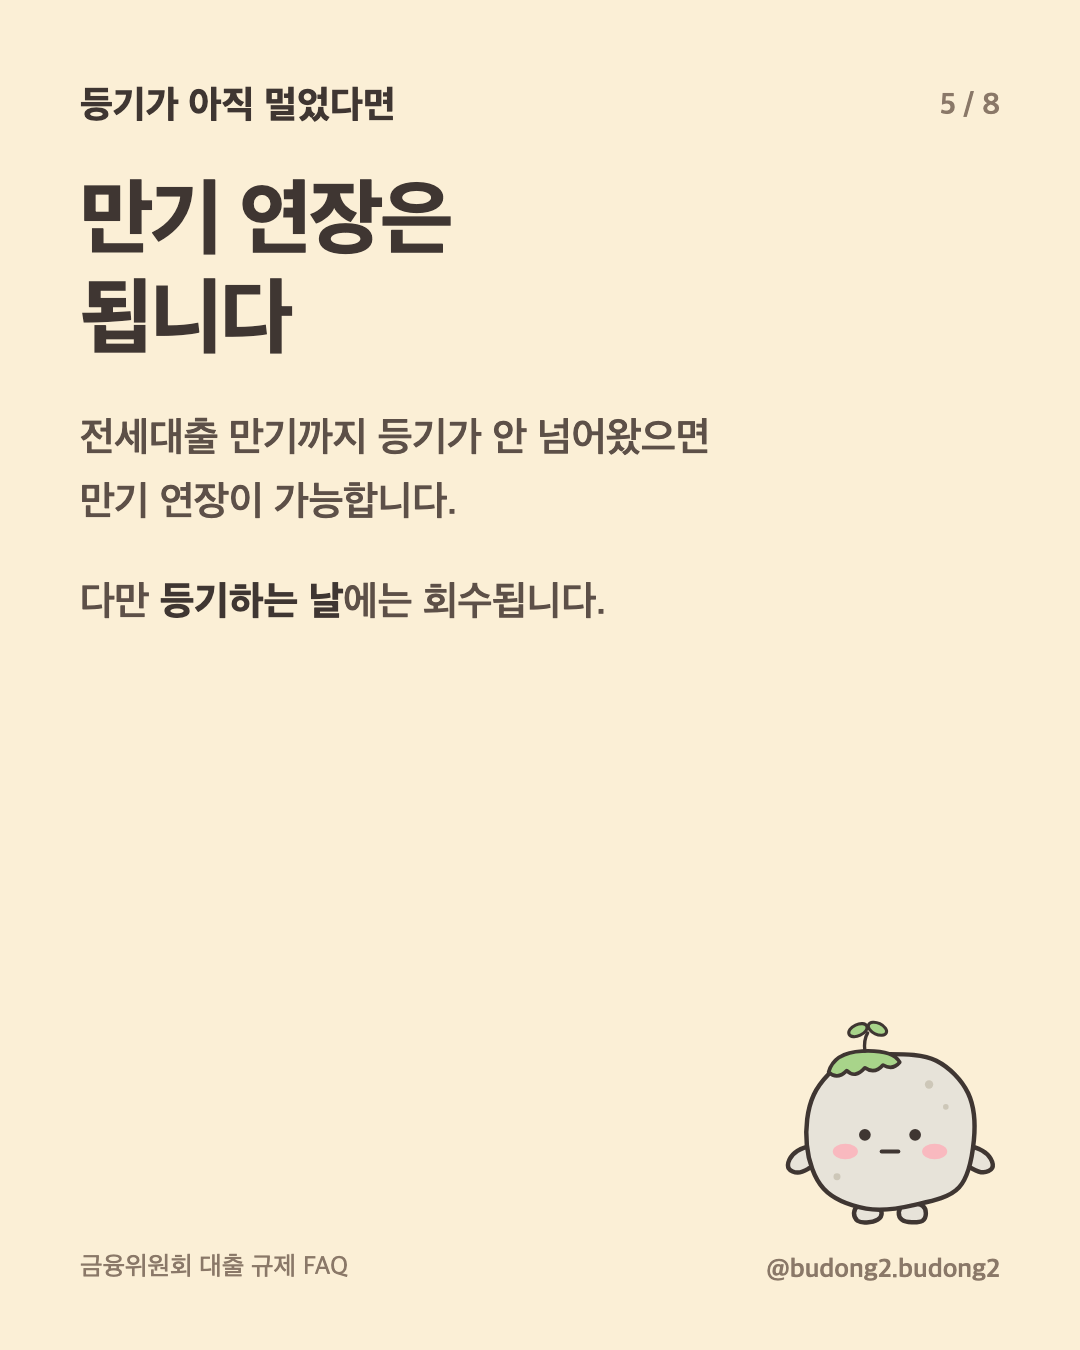 등기가 아직 멀었다면
5 / 8
만기 연장은
됩니다
전세대출 만기까지 등기가 안 넘어왔으면
만기 연장이 가능합니다.
다만 등기하는 날에는 회수됩니다.
금융위원회 대출 규제 FAQ
@budong2.budong2